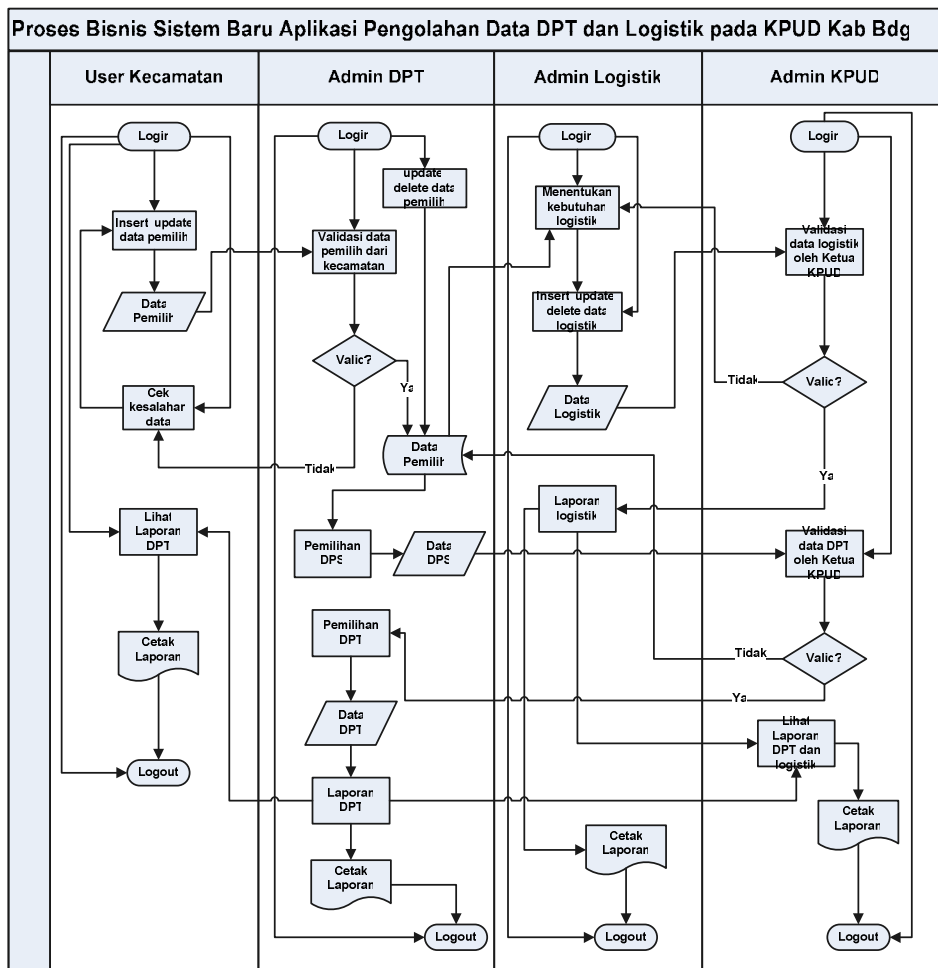 Proses Bisnis Sistem Baru Aplikasi Pengolahan Data DPT dan Logistik pada KPUD Kab Bdg
User Kecamatan
Admin DPT
Admin Logistik
Admin KPUD
Login
Insert update
data pemilih
Data
Pemilih
Cek
kesalahan
data
Lihat
Laporan
DPT
Cetak
Laporan
Logout
Login
update
delete data
pemilih
Validasi data
pemilih dari
kecamatan
Valid?
Ya
Tidak
Data
Pemilih
Pemilihan
DPS
Data
DPS
Pemilihan
DPT
Data
DPT
Laporan
DPT
Cetak
Laporan
Logout
Login
Menentukan
kebutuhan
logistik
Insert update
delete data
logistik
Data
Logistik
Laporan
logistik
Cetak
Laporan
Logout
Login
Validasi
data logistik
oleh Ketua
KPUD
Valid?
Tidak
Ya
Validasi
data DPT
oleh Ketua
KPUD
Valid?
Tidak
Ya
Lihat
Laporan
DPT dan
logistik
Cetak
Laporan
Logout